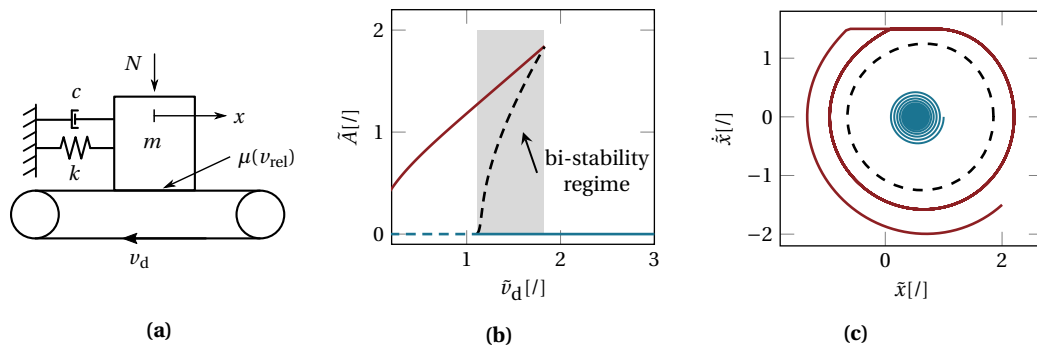 N
c
x
m
k
μ(v_rel)
v_d
(a)
2
1
0
Ã[/]
bi-stability
regime
1 2 3
ṽ_d[/]
(b)
1
0
−1
−2
x̃̇[/]
0 2
x̃[/]
(c)